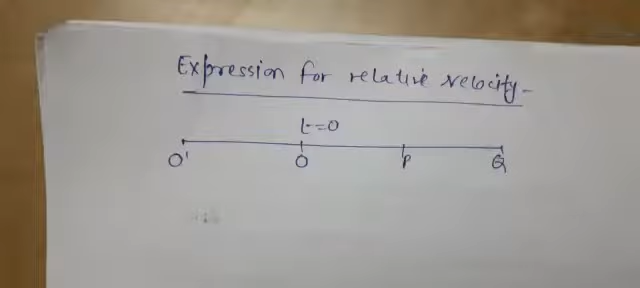 Expression for relative velocity-
t=0
O' O P Q